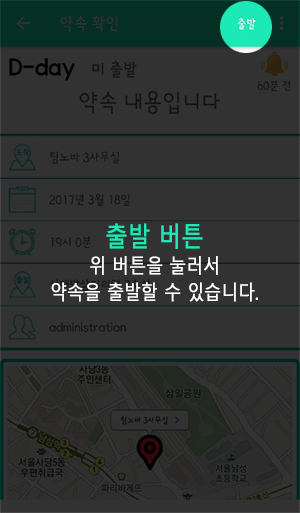 약속 확인
출발
D-day 미 출발
60분 전
약속 내용입니다
팀노바 3사무실
2017년 3월 18일
19시 0분
출발 버튼
위 버튼을 눌러서
약속을 출발할 수 있습니다.
administration
사당3동
주민센터
삼일공원
팀노바 3사무실
서울사당5동
우편취급국
파리바게뜨
서울남성
초등학교